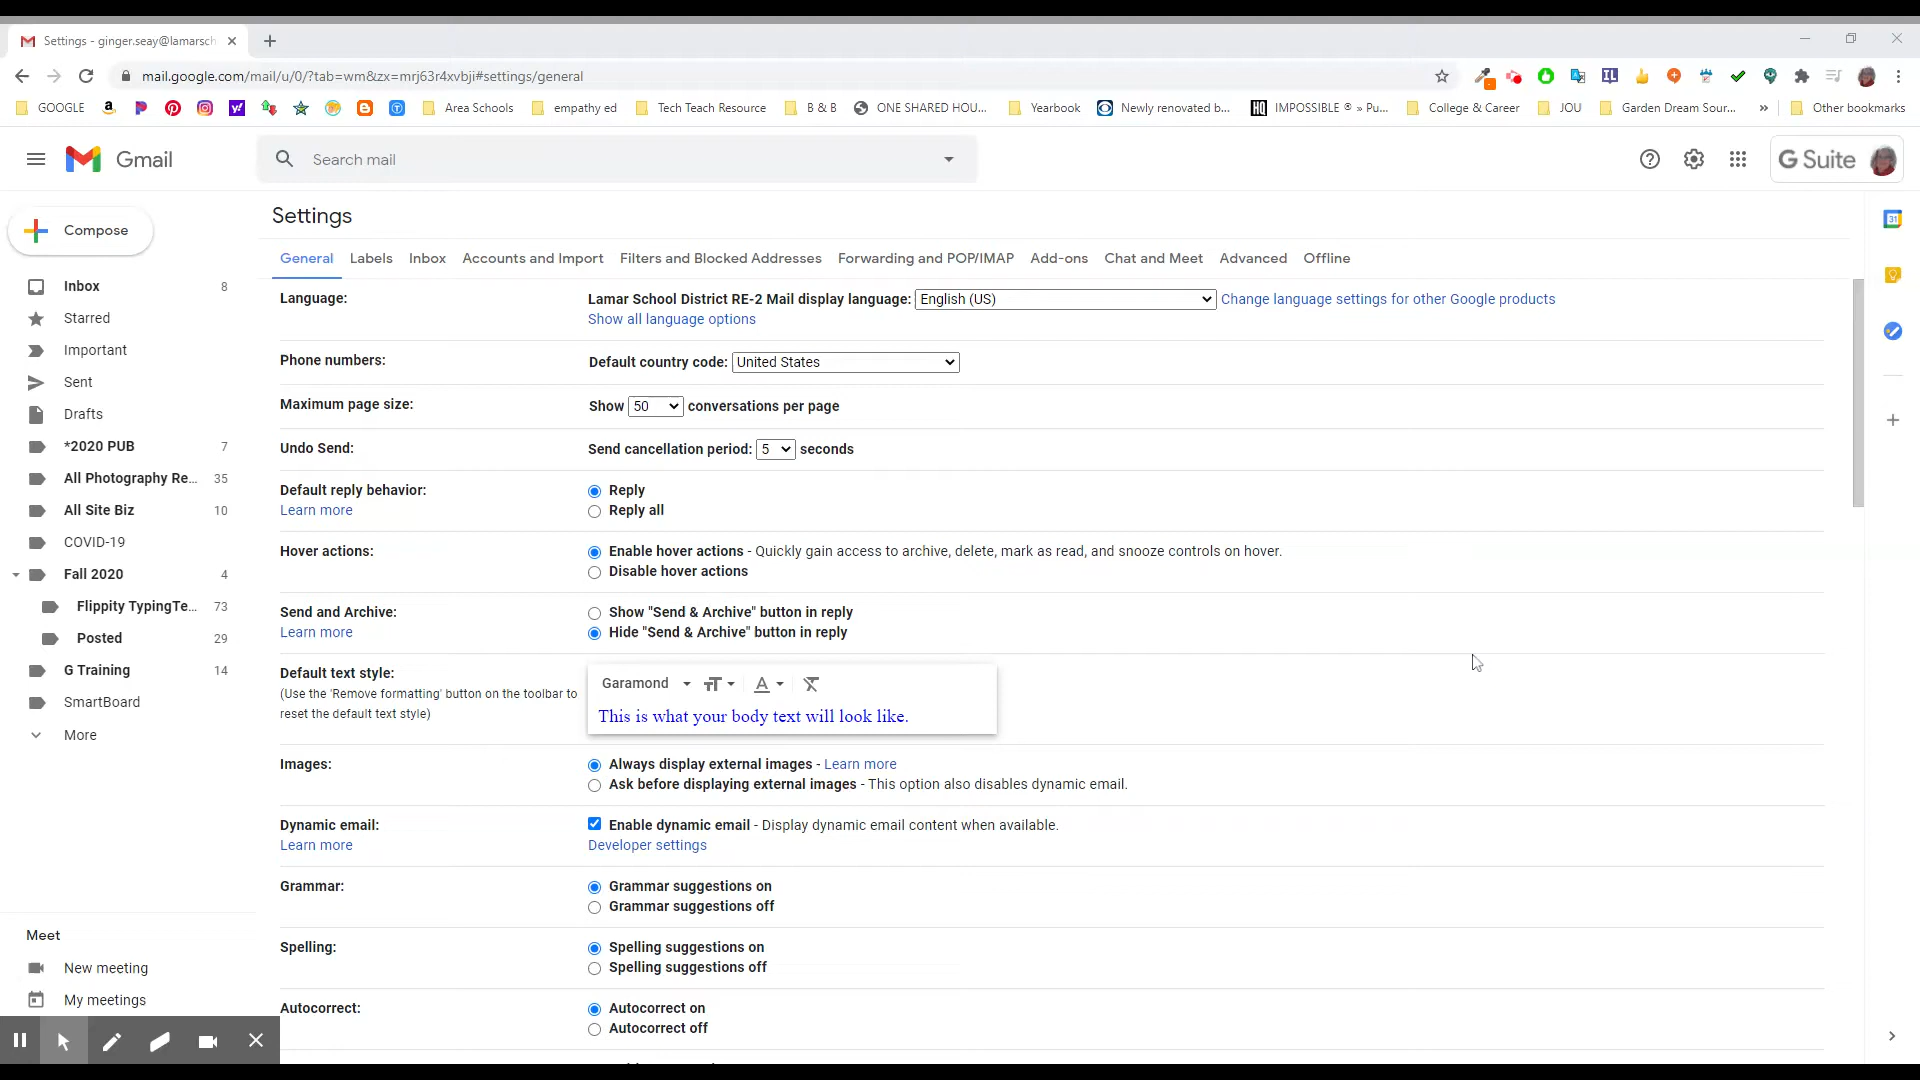 Settings - ginger.seay@lamarsch
mail.google.com/mail/u/0/?tab=wm&zx=mrj63r4xvbji#settings/general
GOOGLE
Area Schools
empathy ed
Tech Teach Resource
B & B
ONE SHARED HOU...
Yearbook
Newly renovated b...
IMPOSSIBLE ® » Pu...
College & Career
JOU
Garden Dream Sour...
»
Other bookmarks
Gmail
Search mail
G Suite
Compose
Settings
General Labels Inbox Accounts and Import Filters and Blocked Addresses Forwarding and POP/IMAP Add-ons Chat and Meet Advanced Offline
Inbox 8
Starred
Important
Sent
Drafts
*2020 PUB 7
All Photography Re... 35
All Site Biz 10
COVID-19
Fall 2020 4
Flippity TypingTe... 73
Posted 29
G Training 14
SmartBoard
More
Meet
New meeting
My meetings
Language: Lamar School District RE-2 Mail display language: English (US) Change language settings for other Google products
Show all language options
Phone numbers: Default country code: United States
Maximum page size: Show 50 conversations per page
Undo Send: Send cancellation period: 5 seconds
Default reply behavior: Reply
Learn more Reply all
Hover actions: Enable hover actions - Quickly gain access to archive, delete, mark as read, and snooze controls on hover.
Disable hover actions
Send and Archive: Show "Send & Archive" button in reply
Learn more Hide "Send & Archive" button in reply
Default text style:
(Use the 'Remove formatting' button on the toolbar to
reset the default text style)
Garamond
This is what your body text will look like.
Images: Always display external images - Learn more
Ask before displaying external images - This option also disables dynamic email.
Dynamic email: Enable dynamic email - Display dynamic email content when available.
Learn more Developer settings
Grammar: Grammar suggestions on
Grammar suggestions off
Spelling: Spelling suggestions on
Spelling suggestions off
Autocorrect: Autocorrect on
Autocorrect off